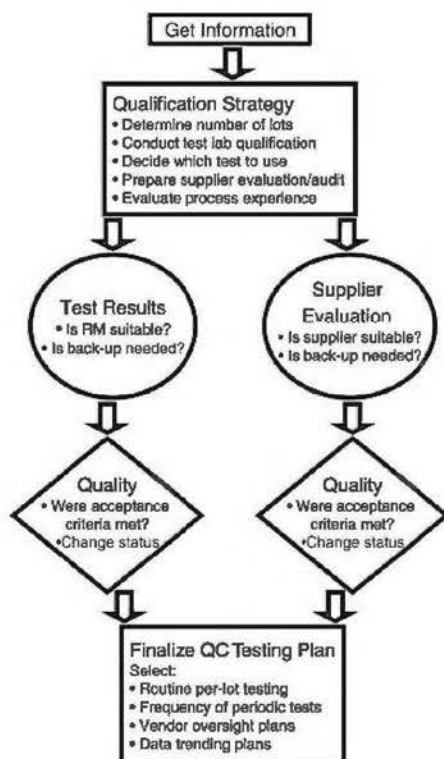 Get Information
Qualification Strategy
• Determine number of lots
• Conduct test lab qualification
• Decide which test to use
• Prepare supplier evaluation/audit
• Evaluate process experience
Test Results
• Is RM suitable?
• Is back-up needed?
Supplier
Evaluation
• Is supplier suitable?
• Is back-up needed?
Quality
• Were acceptance
criteria met?
•Change status
Quality
• Were acceptance
criteria met?
•Change status
Finalize QC Testing Plan
Select:
• Routine per-lot testing
• Frequency of periodic tests
• Vendor oversight plans
• Data trending plans